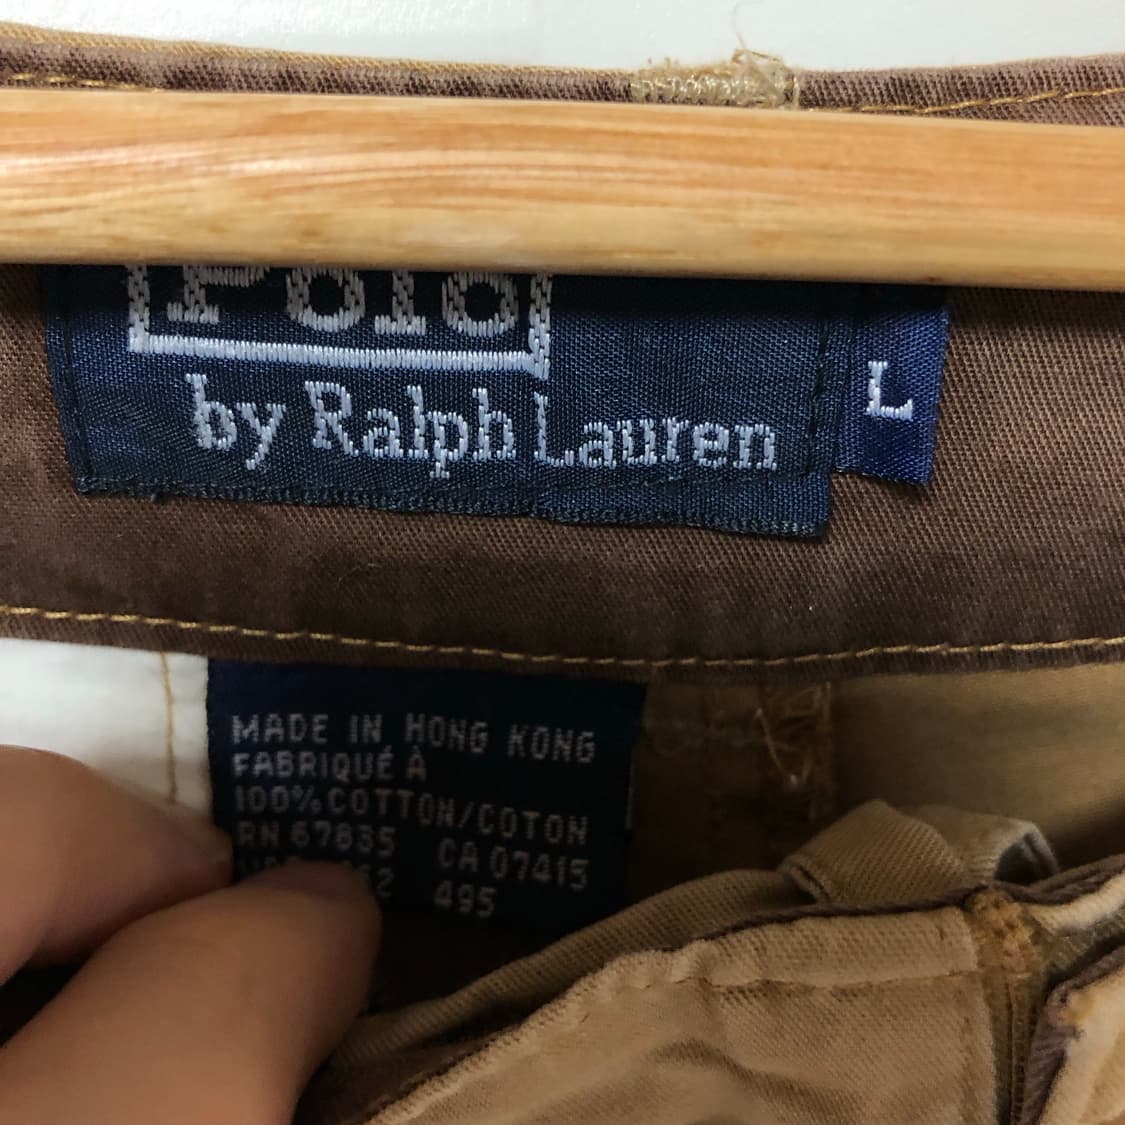 Polo
by Ralph Lauren
L
MADE IN HONG KONG
FABRIQUÉ À
100% COTTON/COTON
RN 67835 CA 07415
495